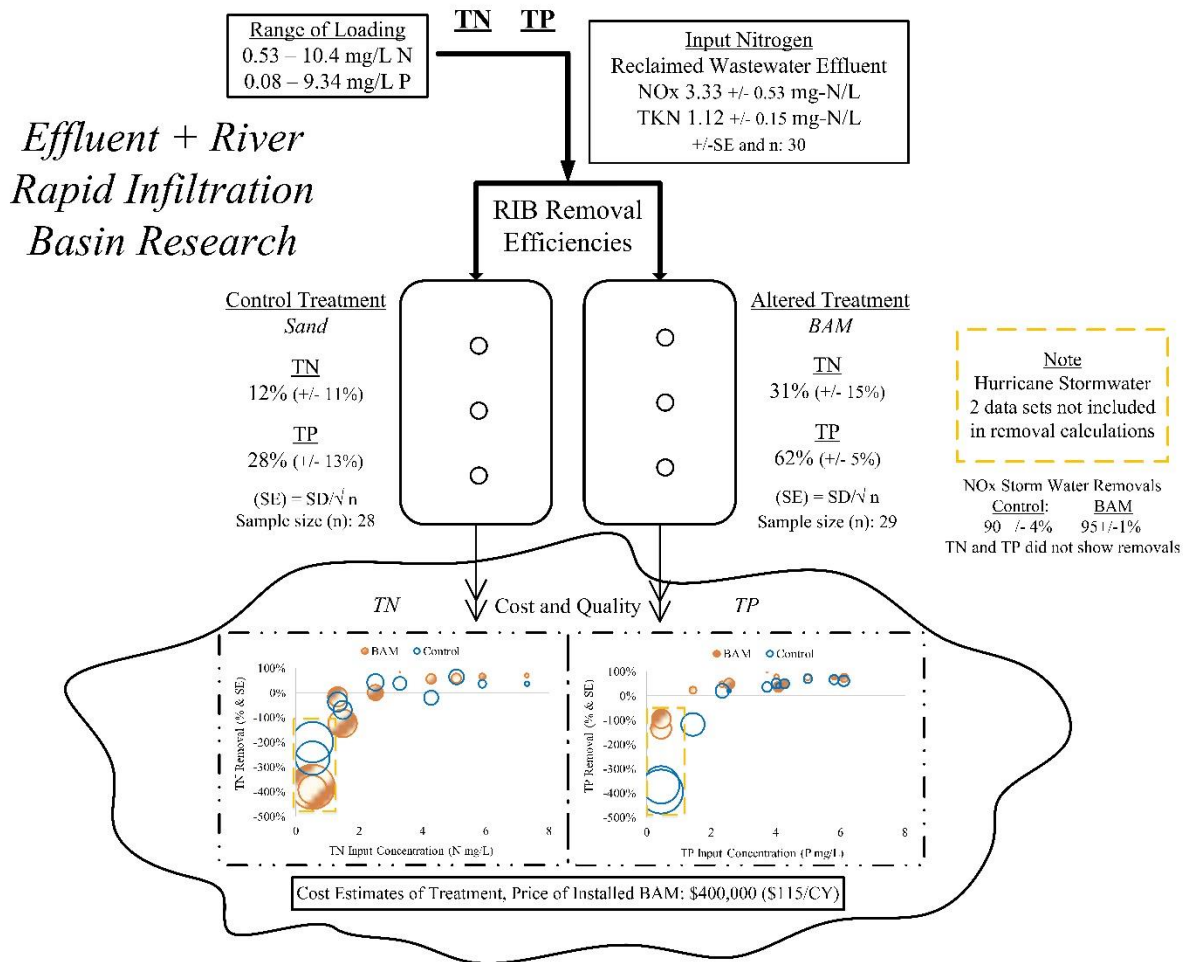 TN TP
Range of Loading
0.53 – 10.4 mg/L N
0.08 – 9.34 mg/L P
Input Nitrogen
Reclaimed Wastewater Effluent
NOx 3.33 +/- 0.53 mg-N/L
TKN 1.12 +/- 0.15 mg-N/L
+/-SE and n: 30
Effluent + River
Rapid Infiltration
Basin Research
RIB Removal
Efficiencies
Control Treatment
Sand
TN
12% (+/- 11%)
TP
28% (+/- 13%)
(SE) = SD/√ n
Sample size (n): 28
Altered Treatment
BAM
TN
31% (+/- 15%)
TP
62% (+/- 5%)
(SE) = SD/√ n
Sample size (n): 29
Note
Hurricane Stormwater
2 data sets not included
in removal calculations
NOx Storm Water Removals
Control: BAM
90 /- 4% 95+/-1%
TN and TP did not show removals
TN Cost and Quality TP
BAM Control
100%
0%
-100%
-200%
-300%
-400%
-500%
TN Removal (% & SE)
0 2 4 6 8
TN Input Concentration (N mg/L)
BAM Control
100%
0%
-100%
-200%
-300%
-400%
-500%
TP Removal (% & SE)
0 2 4 6 8
TP Input Concentration (P mg/L)
Cost Estimates of Treatment, Price of Installed BAM: $400,000 ($115/CY)